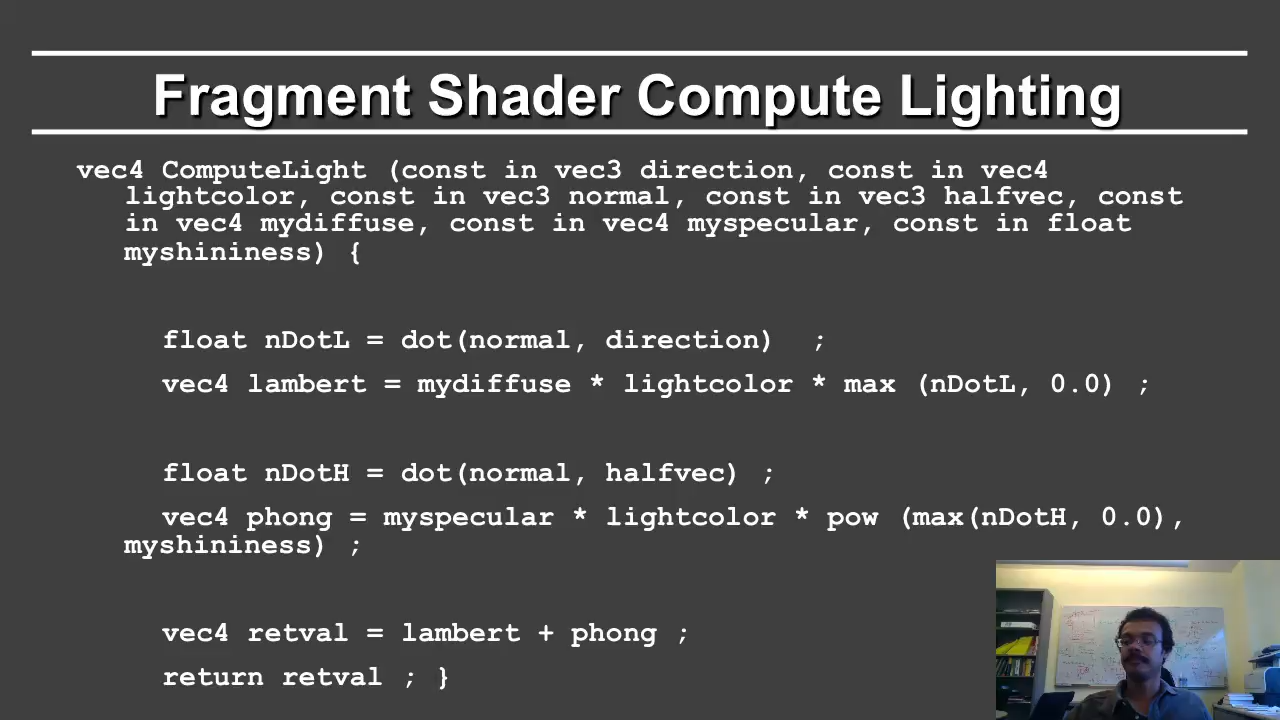 Fragment Shader Compute Lighting
vec4 ComputeLight (const in vec3 direction, const in vec4
lightcolor, const in vec3 normal, const in vec3 halfvec, const
in vec4 mydiffuse, const in vec4 myspecular, const in float
myshininess) {
float nDotL = dot(normal, direction)  ;
vec4 lambert = mydiffuse * lightcolor * max (nDotL, 0.0) ;
float nDotH = dot(normal, halfvec) ;
vec4 phong = myspecular * lightcolor * pow (max(nDotH, 0.0),
myshininess) ;
vec4 retval = lambert + phong ;
return retval ; }